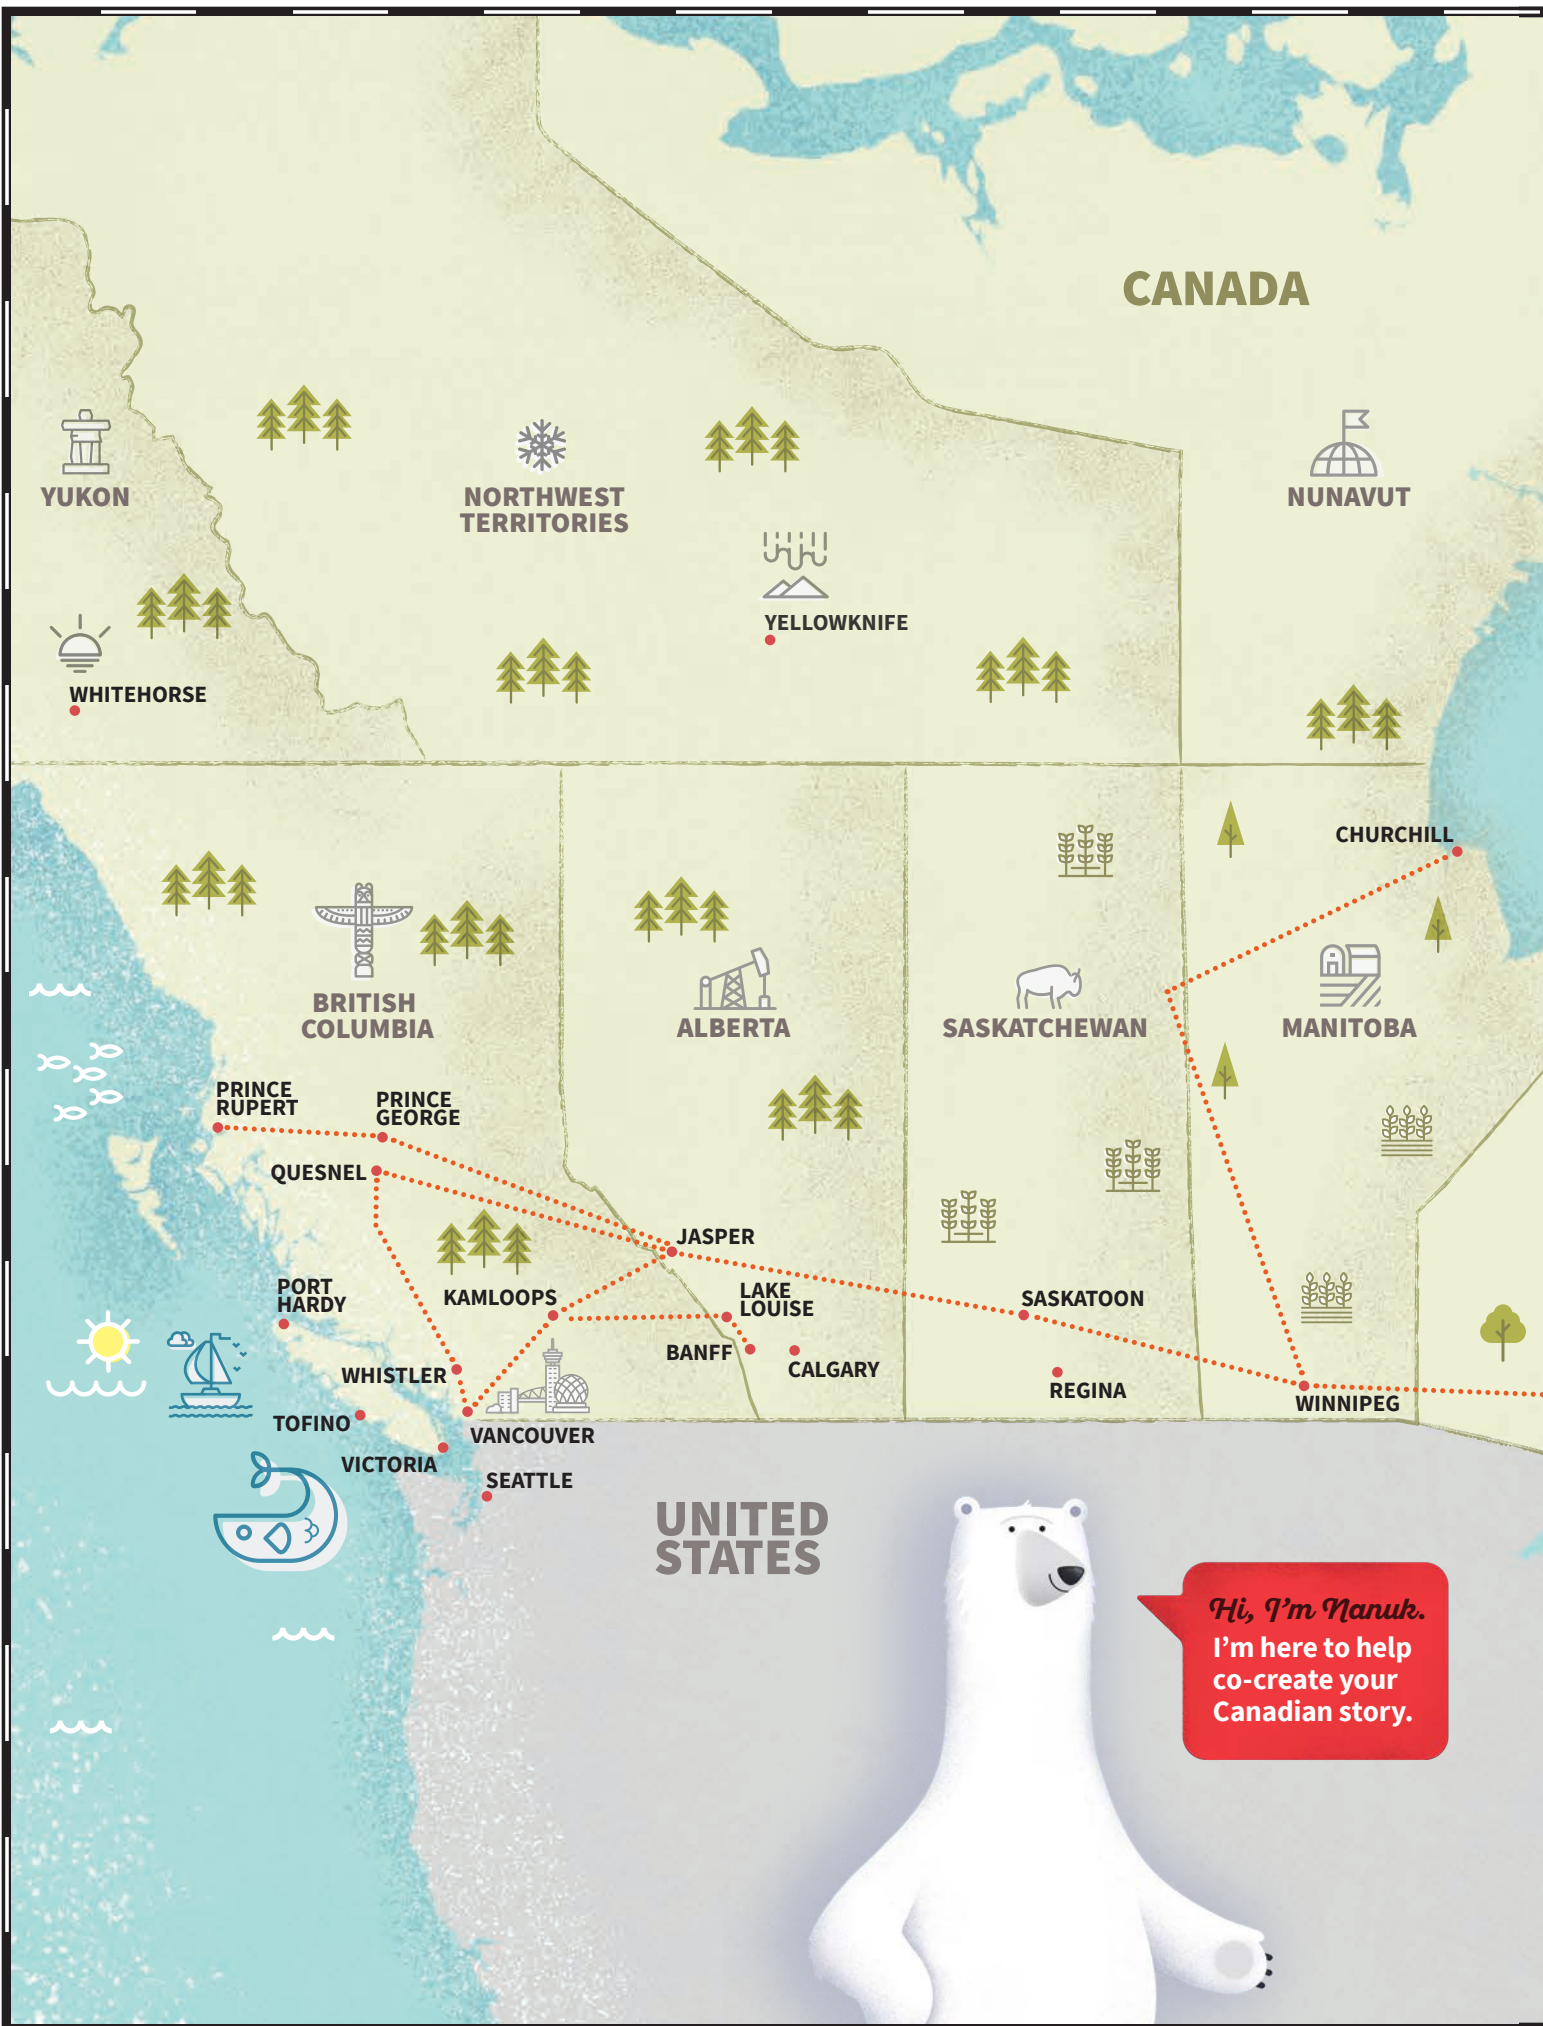 CANADA
YUKON
NORTHWEST
TERRITORIES
NUNAVUT
YELLOWKNIFE
WHITEHORSE
CHURCHILL
BRITISH
COLUMBIA
ALBERTA
SASKATCHEWAN
MANITOBA
PRINCE
RUPERT
PRINCE
GEORGE
QUESNEL
JASPER
PORT
HARDY
KAMLOOPS
LAKE
LOUISE
SASKATOON
WHISTLER
BANFF
CALGARY
REGINA
WINNIPEG
TOFINO
VANCOUVER
VICTORIA
SEATTLE
UNITED
STATES
Hi, I'm Nanuk.
I'm here to help
co-create your
Canadian story.